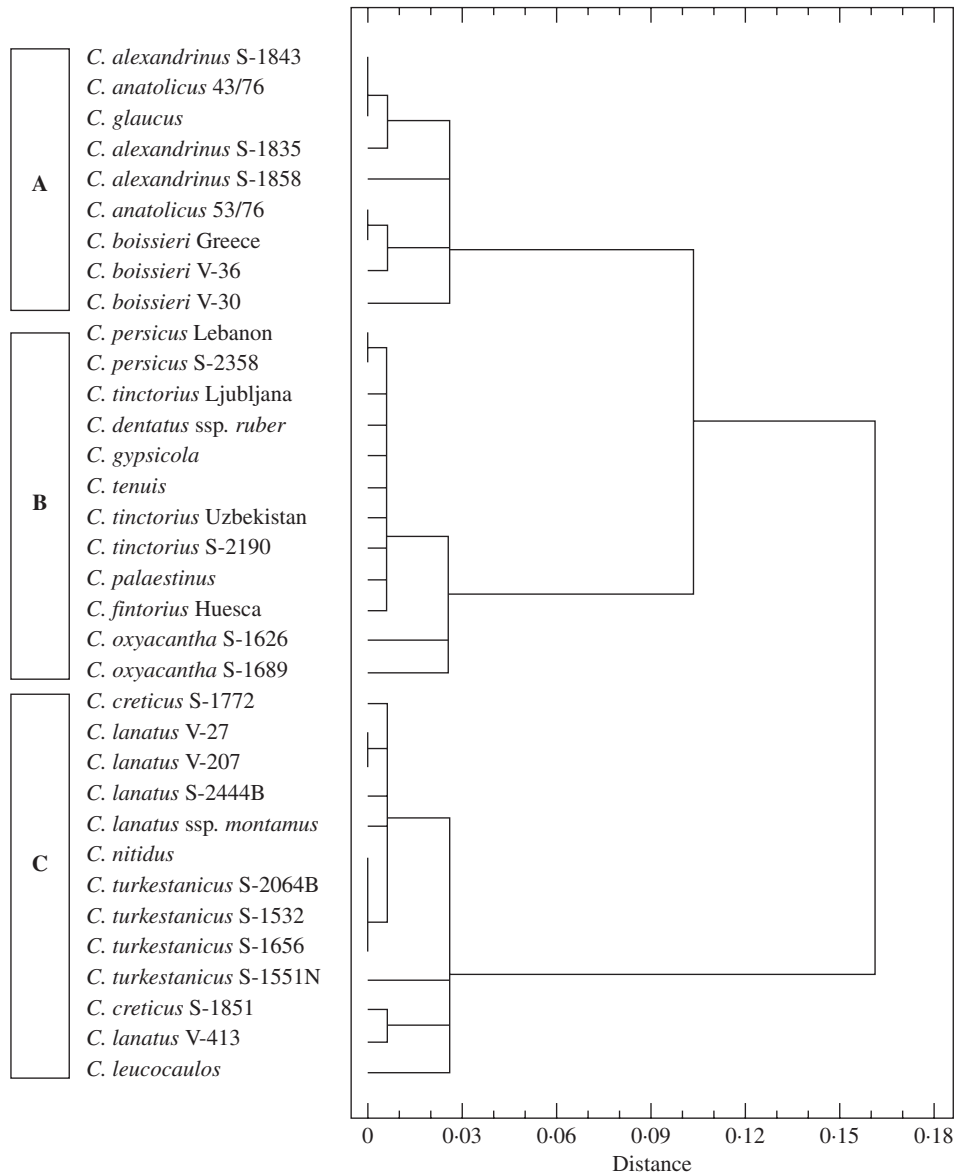 C. alexandrinus S-1843
C. anatolicus 43/76
C. glaucus
C. alexandrinus S-1835
C. alexandrinus S-1858
A
C. anatolicus 53/76
C. boissieri Greece
C. boissieri V-36
C. boissieri V-30
C. persicus Lebanon
C. persicus S-2358
C. tinctorius Ljubljana
C. dentatus ssp. ruber
C. gypsicola
C. tenuis
B
C. tinctorius Uzbekistan
C. tinctorius S-2190
C. palaestinus
C. fintorius Huesca
C. oxyacantha S-1626
C. oxyacantha S-1689
C. creticus S-1772
C. lanatus V-27
C. lanatus V-207
C. lanatus S-2444B
C. lanatus ssp. montamus
C. nitidus
C
C. turkestanicus S-2064B
C. turkestanicus S-1532
C. turkestanicus S-1656
C. turkestanicus S-1551N
C. creticus S-1851
C. lanatus V-413
C. leucocaulos
0 0·03 0·06 0·09 0·12 0·15 0·18
Distance